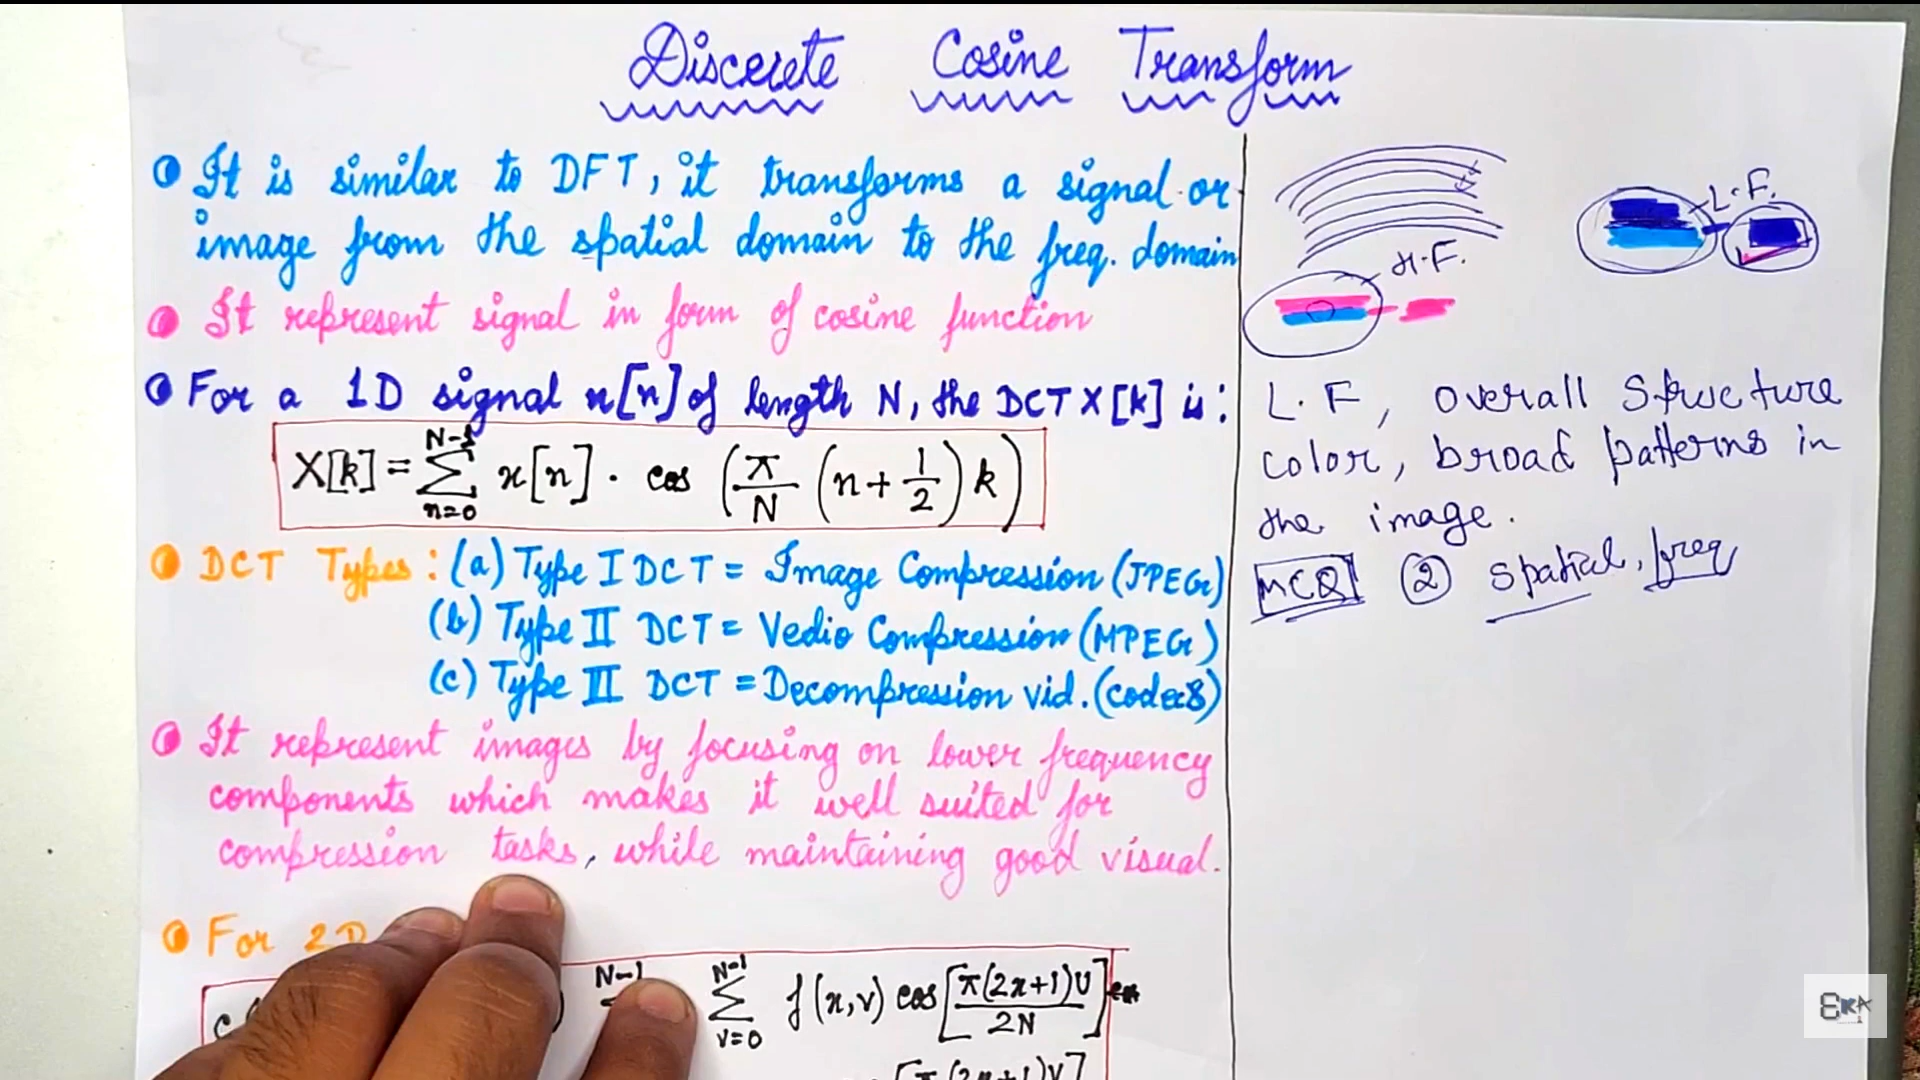 Discrete Cosine Transform
It is similar to DFT, it transforms a signal or
image from the spatial domain to the freq. domain
It represent signal in form of cosine function
For a 1D signal x[n] of length N, the DCT X[k] is:
X[k] = N-1 Σ n=0 x[n] · cos (π/N (n+1/2) k)
DCT Types: (a) Type I DCT = Image Compression (JPEG)
(b) Type II DCT = Vedio Compression (MPEG)
(c) Type III DCT = Decompression vid. (codecs)
It represent images by focusing on lower frequency
components which makes it well suited for
compression tasks, while maintaining good visual.
For 2D
N-1 N-1 Σ v=0 f(x,v) cos [π(2x+1)U / 2N]
L.F.
H.F.
L.F, overall Structure
color, broad patterns in
the image.
MCQ ② spatial, freq
EKA